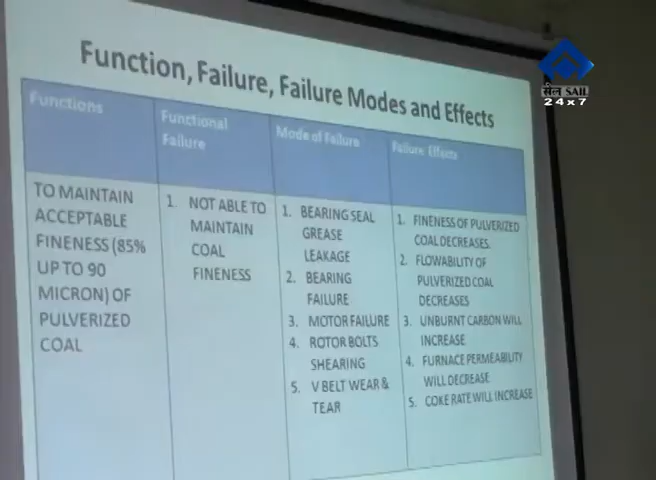 Function, Failure, Failure Modes and Effects
सेल SAIL
24x7
Functions
TO MAINTAIN
ACCEPTABLE
FINENESS (85%
UP TO 90
MICRON) OF
PULVERIZED
COAL
Functional
Failure
1. NOT ABLE TO
MAINTAIN
COAL
FINENESS
Mode of Failure
1. BEARING SEAL
GREASE
LEAKAGE
2. BEARING
FAILURE
3. MOTOR FAILURE
4. ROTOR BOLTS
SHEARING
5. V BELT WEAR &
TEAR
Failure Effects
1. FINENESS OF PULVERIZED
COAL DECREASES.
2. FLOWABILITY OF
PULVERIZED COAL
DECREASES
3. UNBURNT CARBON WILL
INCREASE
4. FURNACE PERMEABILITY
WILL DECREASE
5. COKE RATE WILL INCREASE